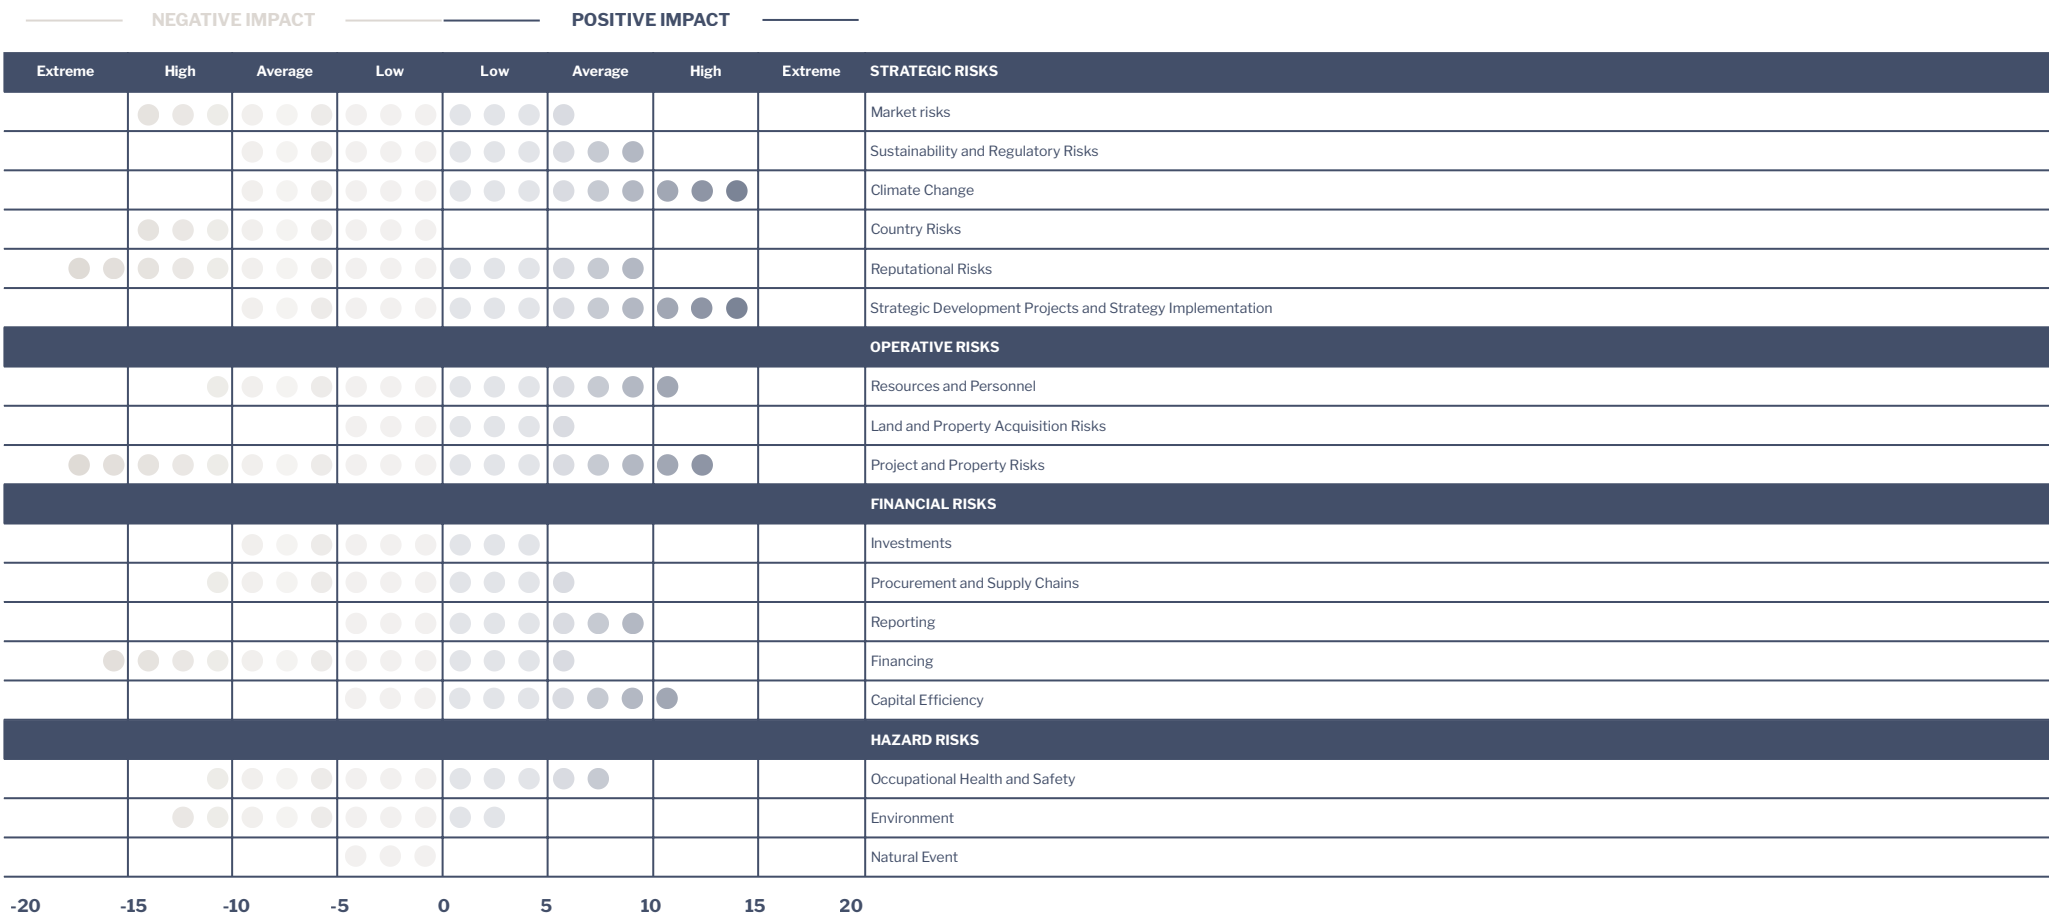 NEGATIVE IMPACT POSITIVE IMPACT
Extreme High Average Low Low Average High Extreme STRATEGIC RISKS
Market risks
Sustainability and Regulatory Risks
Climate Change
Country Risks
Reputational Risks
Strategic Development Projects and Strategy Implementation
OPERATIVE RISKS
Resources and Personnel
Land and Property Acquisition Risks
Project and Property Risks
FINANCIAL RISKS
Investments
Procurement and Supply Chains
Reporting
Financing
Capital Efficiency
HAZARD RISKS
Occupational Health and Safety
Environment
Natural Event
-20 -15 -10 -5 0 5 10 15 20